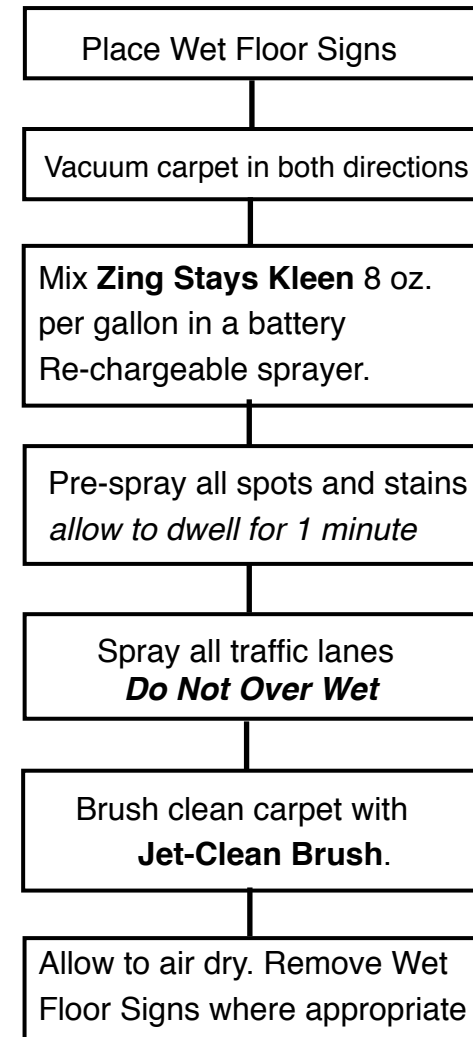 Place Wet Floor Signs
Vacuum carpet in both directions
Mix Zing Stays Kleen 8 oz.
per gallon in a battery
Re-chargeable sprayer.
Pre-spray all spots and stains
allow to dwell for 1 minute
Spray all traffic lanes
Do Not Over Wet
Brush clean carpet with
Jet-Clean Brush.
Allow to air dry. Remove Wet
Floor Signs where appropriate